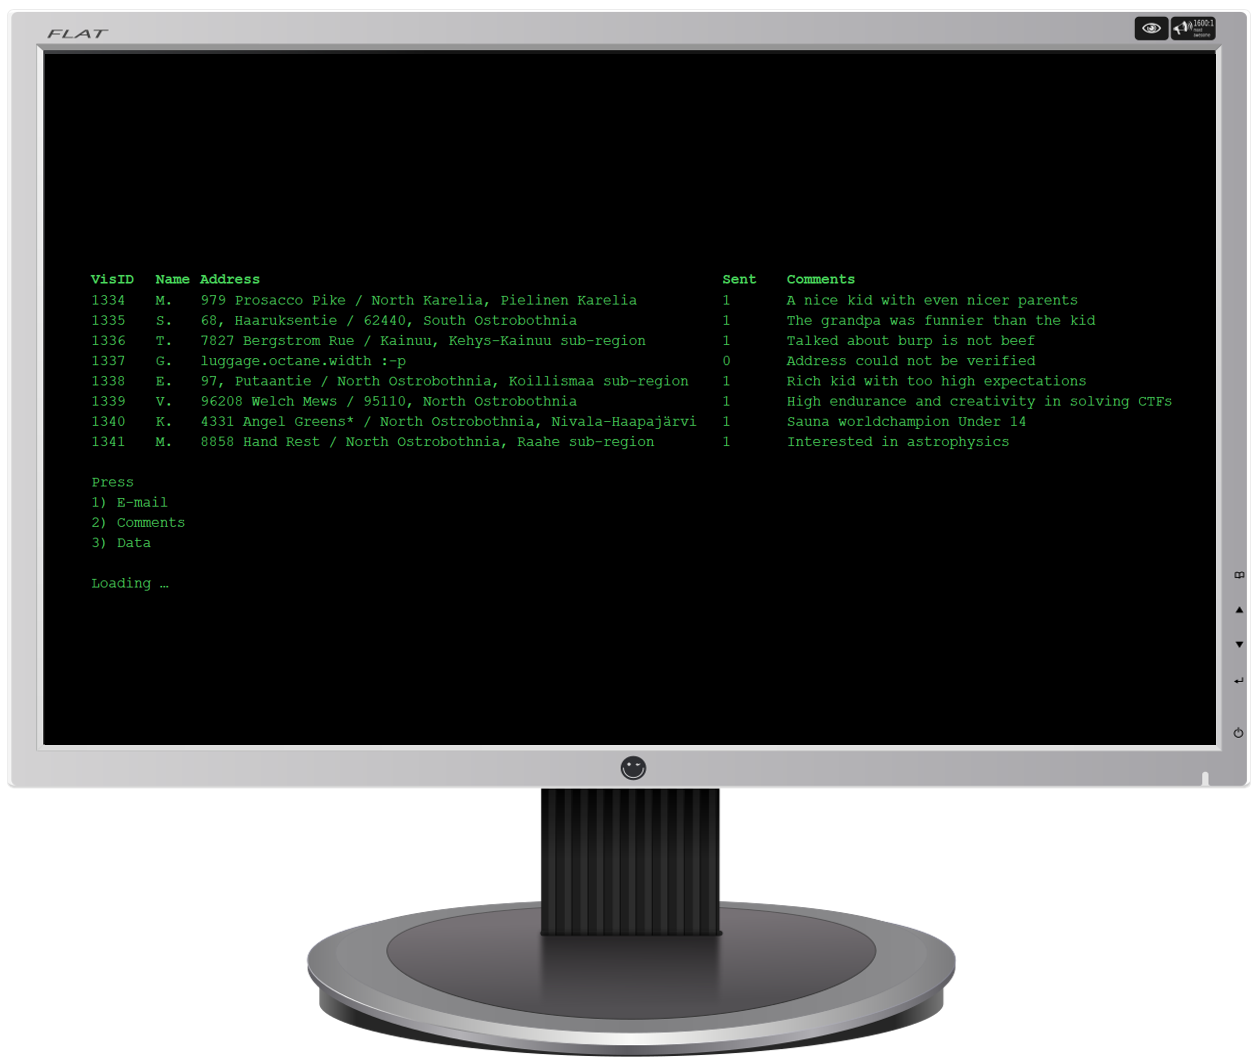 FLAT
1600:1
VisID Name Address Sent Comments
1334 M. 979 Prosacco Pike / North Karelia, Pielinen Karelia 1 A nice kid with even nicer parents
1335 S. 68, Haaruksentie / 62440, South Ostrobothnia 1 The grandpa was funnier than the kid
1336 T. 7827 Bergstrom Rue / Kainuu, Kehys-Kainuu sub-region 1 Talked about burp is not beef
1337 G. luggage.octane.width :-p 0 Address could not be verified
1338 E. 97, Putaantie / North Ostrobothnia, Koillismaa sub-region 1 Rich kid with too high expectations
1339 V. 96208 Welch Mews / 95110, North Ostrobothnia 1 High endurance and creativity in solving CTFs
1340 K. 4331 Angel Greens* / North Ostrobothnia, Nivala-Haapajärvi 1 Sauna worldchampion Under 14
1341 M. 8858 Hand Rest / North Ostrobothnia, Raahe sub-region 1 Interested in astrophysics
Press
1) E-mail
2) Comments
3) Data
Loading …